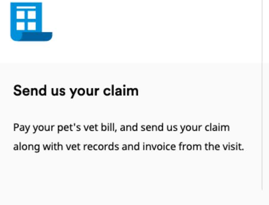 Send us your claim
Pay your pet's vet bill, and send us your claim
along with vet records and invoice from the visit.